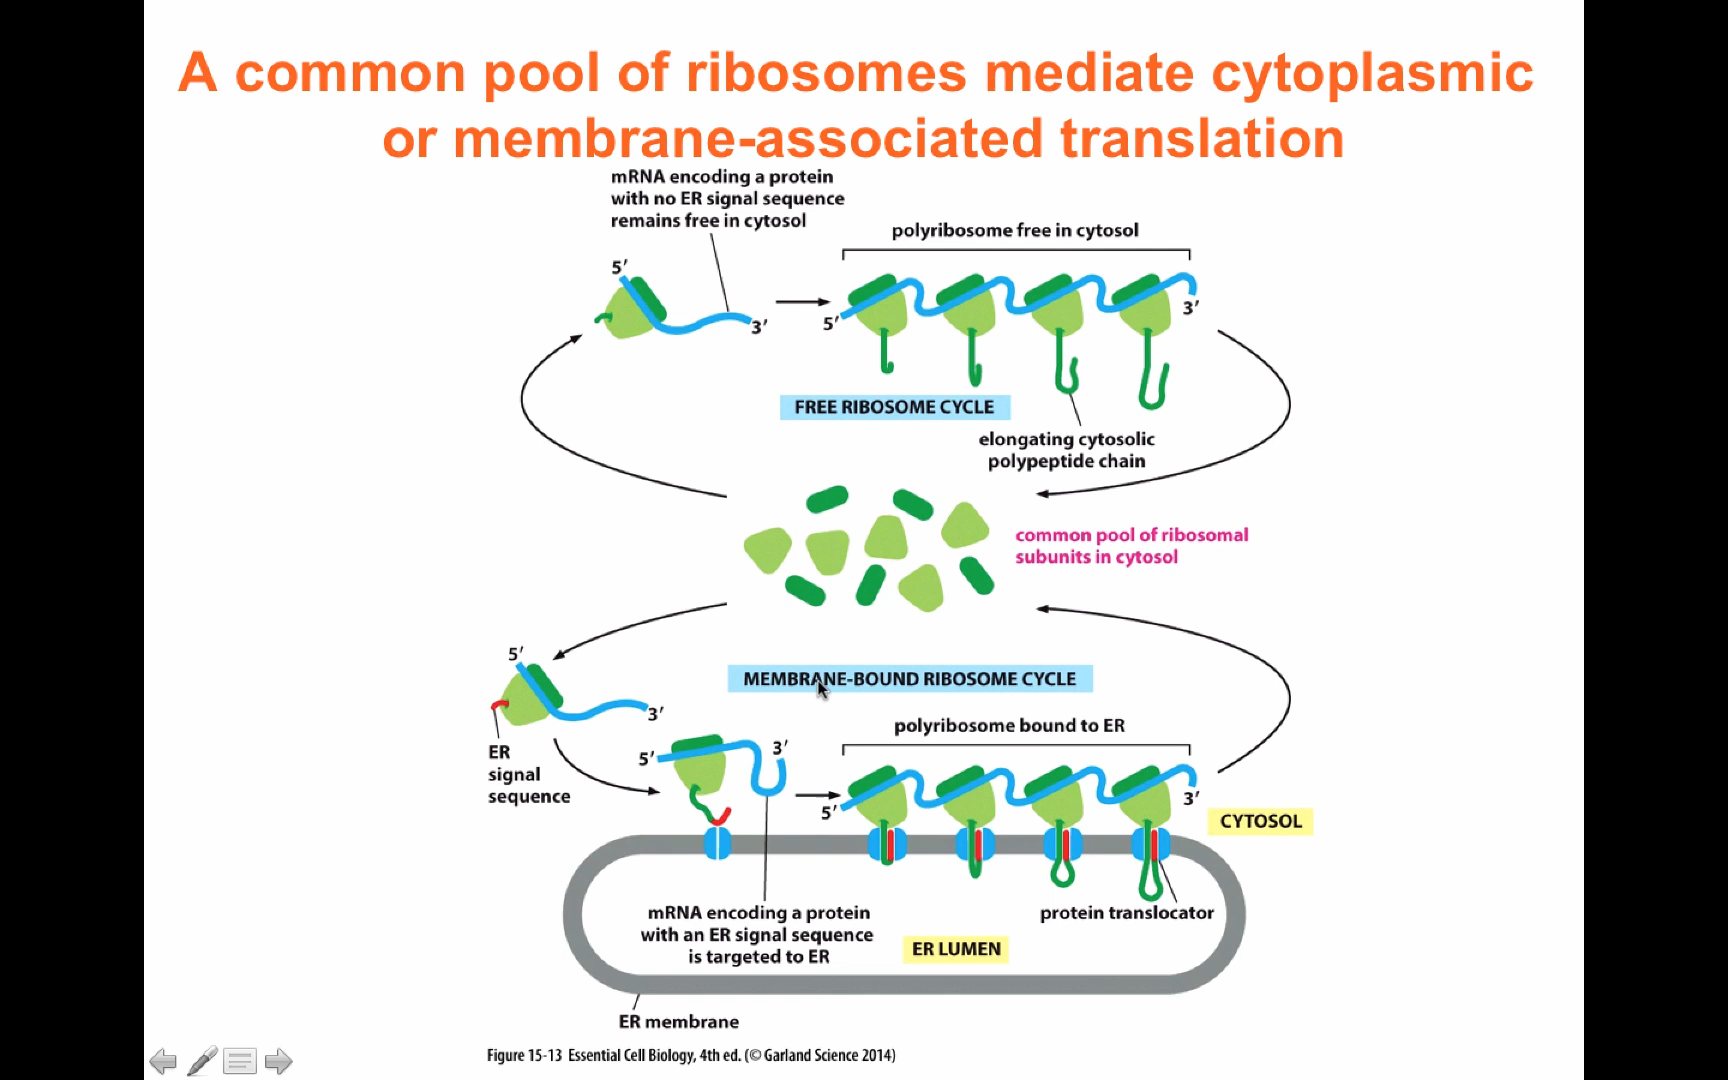 A common pool of ribosomes mediate cytoplasmic
or membrane-associated translation
mRNA encoding a protein
with no ER signal sequence
remains free in cytosol
polyribosome free in cytosol
5′
3′
5′
3′
FREE RIBOSOME CYCLE
elongating cytosolic
polypeptide chain
common pool of ribosomal
subunits in cytosol
MEMBRANE-BOUND RIBOSOME CYCLE
5′
3′
ER
signal
sequence
5′
3′
polyribosome bound to ER
5′
3′
CYTOSOL
mRNA encoding a protein
with an ER signal sequence
is targeted to ER
ER LUMEN
protein translocator
ER membrane
Figure 15-13 Essential Cell Biology, 4th ed. (© Garland Science 2014)